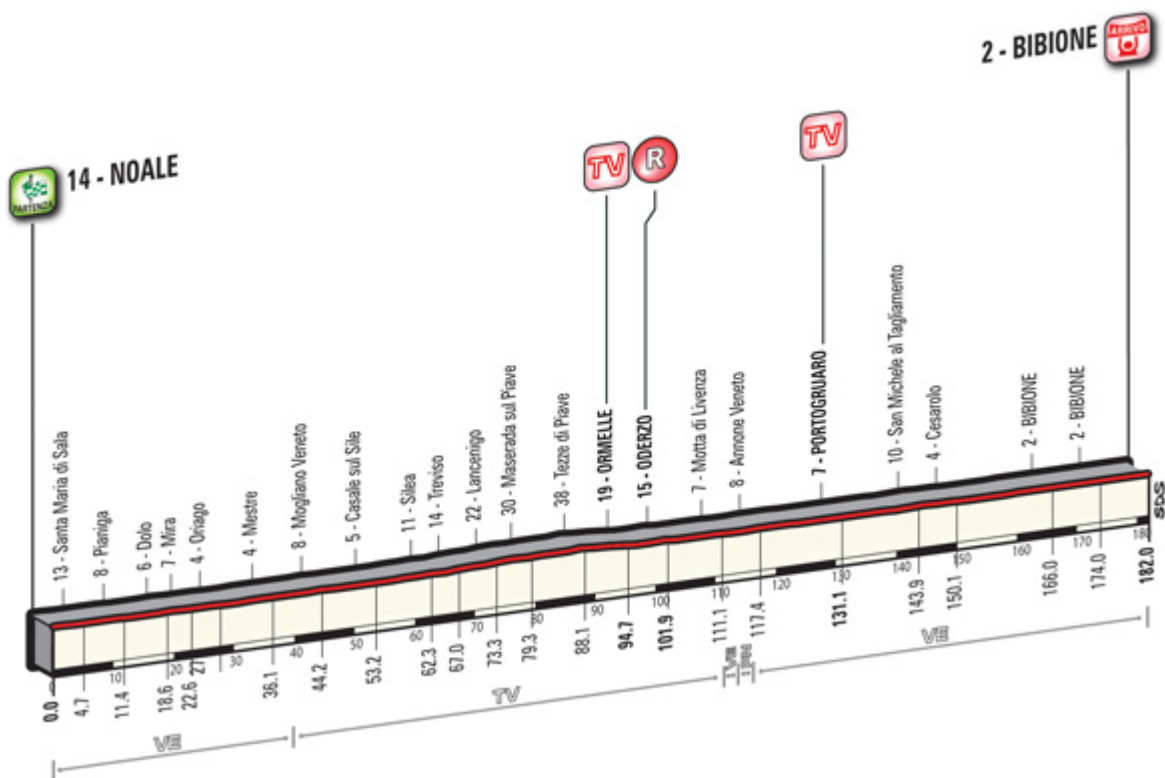 2 - BIBIONE
ARRIVO
14 - NOALE
PARTENZA
TV
R
TV
13 - Santa Maria di Sala
8 - Pianiga
6 - Dolo
7 - Mira
4 - Oriago
4 - Mestre
8 - Mogliano Veneto
5 - Casale sul Sile
11 - Silea
14 - Treviso
22 - Lancenigo
30 - Maserada sul Piave
38 - Tezze di Piave
19 - ORMELLE
15 - ODERZO
7 - Motta di Livenza
8 - Annone Veneto
7 - PORTOGRUARO
10 - San Michele al Tagliamento
4 - Cesarolo
2 - BIBIONE
2 - BIBIONE
SDS
0
10
20
27
30
40
50
60
70
80
90
100
110
120
130
140
150
160
170
180
0.0
4.7
11.4
18.6
22.6
36.1
44.2
53.2
62.3
67.0
73.3
79.3
88.1
94.7
101.9
111.1
117.4
131.1
143.9
150.1
166.0
174.0
182.0
VE
TV
VE